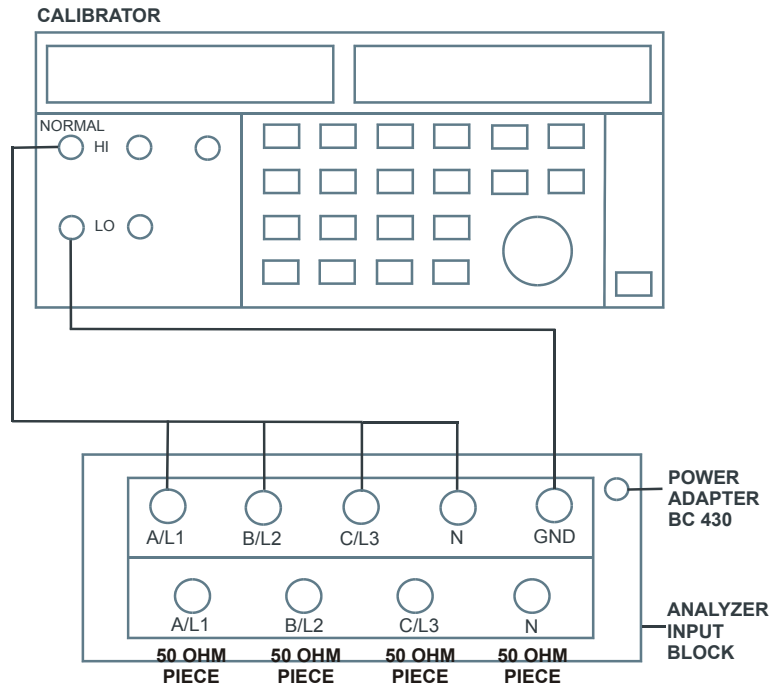 CALIBRATOR
NORMAL
HI
LO
A/L1 B/L2 C/L3 N GND
POWER
ADAPTER
BC 430
A/L1 B/L2 C/L3 N
ANALYZER
INPUT
BLOCK
50 OHM 50 OHM 50 OHM 50 OHM
PIECE PIECE PIECE PIECE